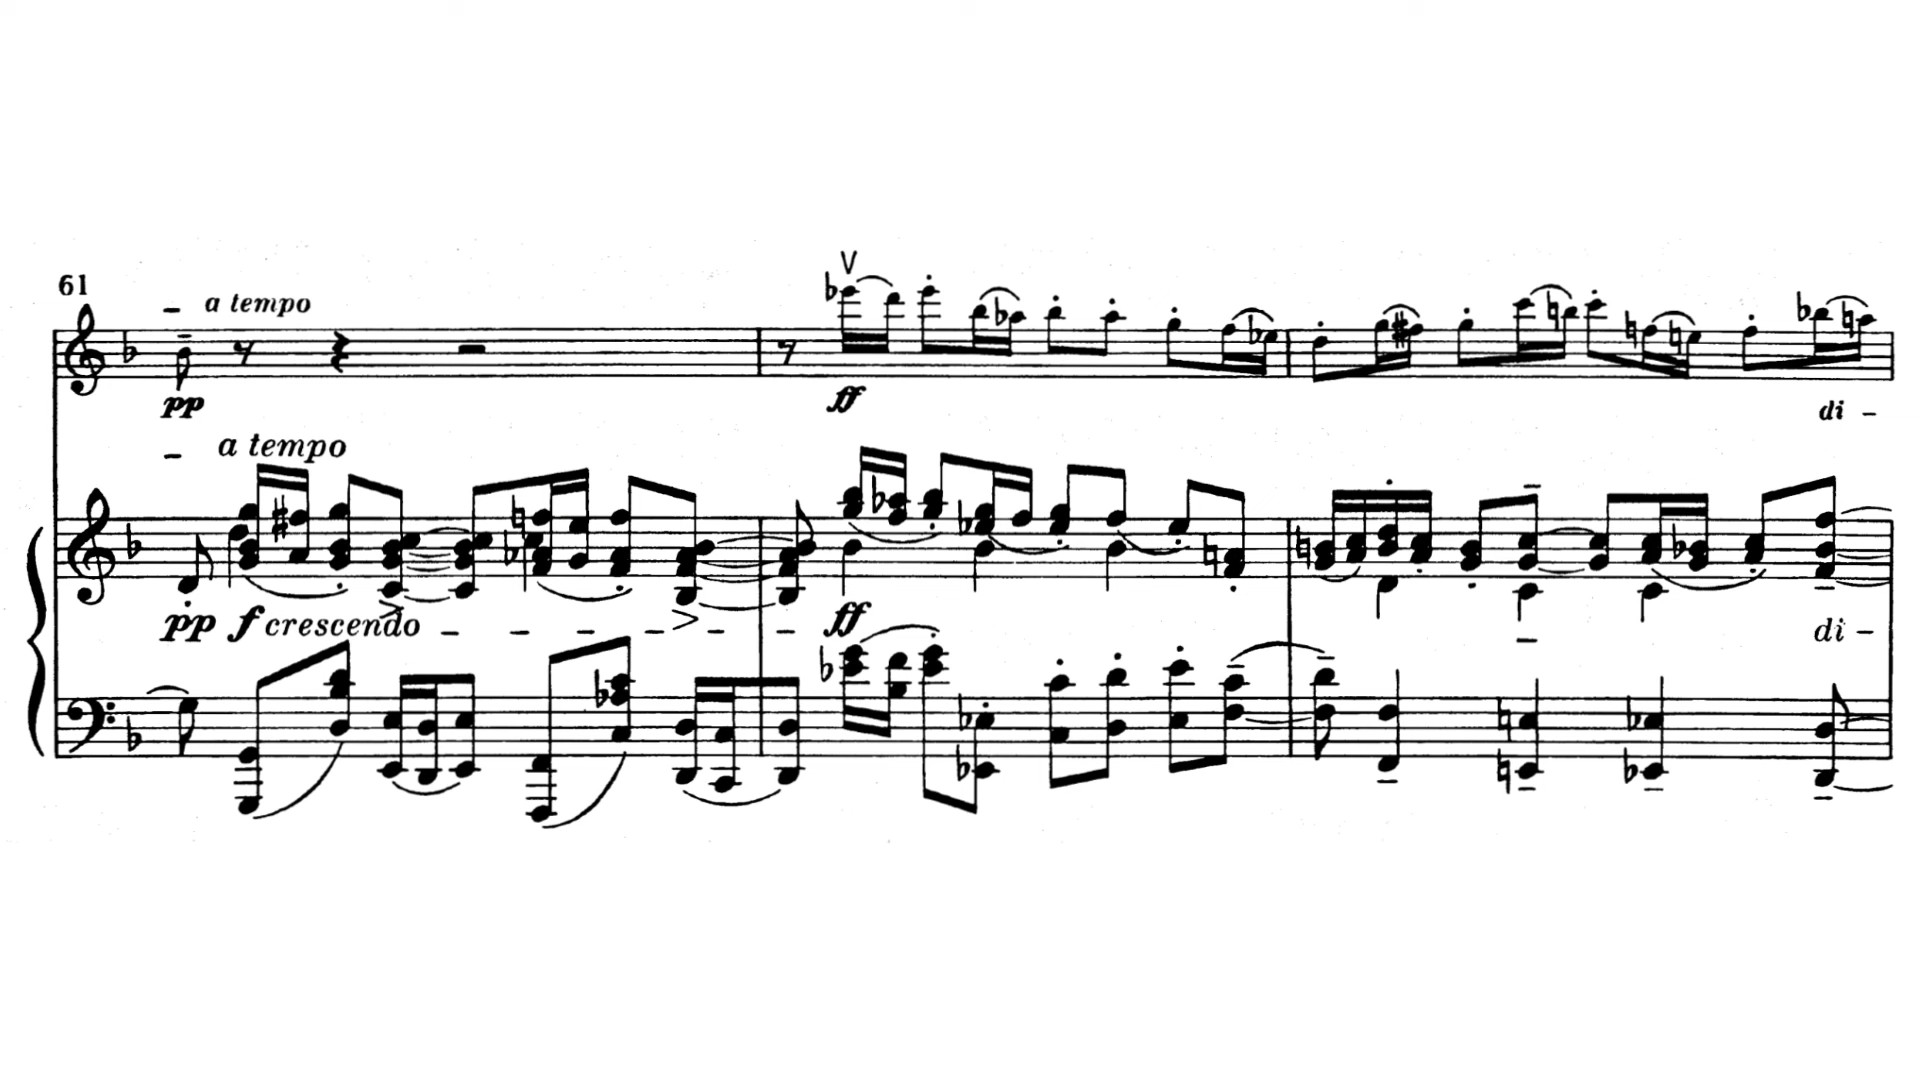 61
a tempo
pp
ff
di -
a tempo
pp f crescendo - - - - - - ff
di -